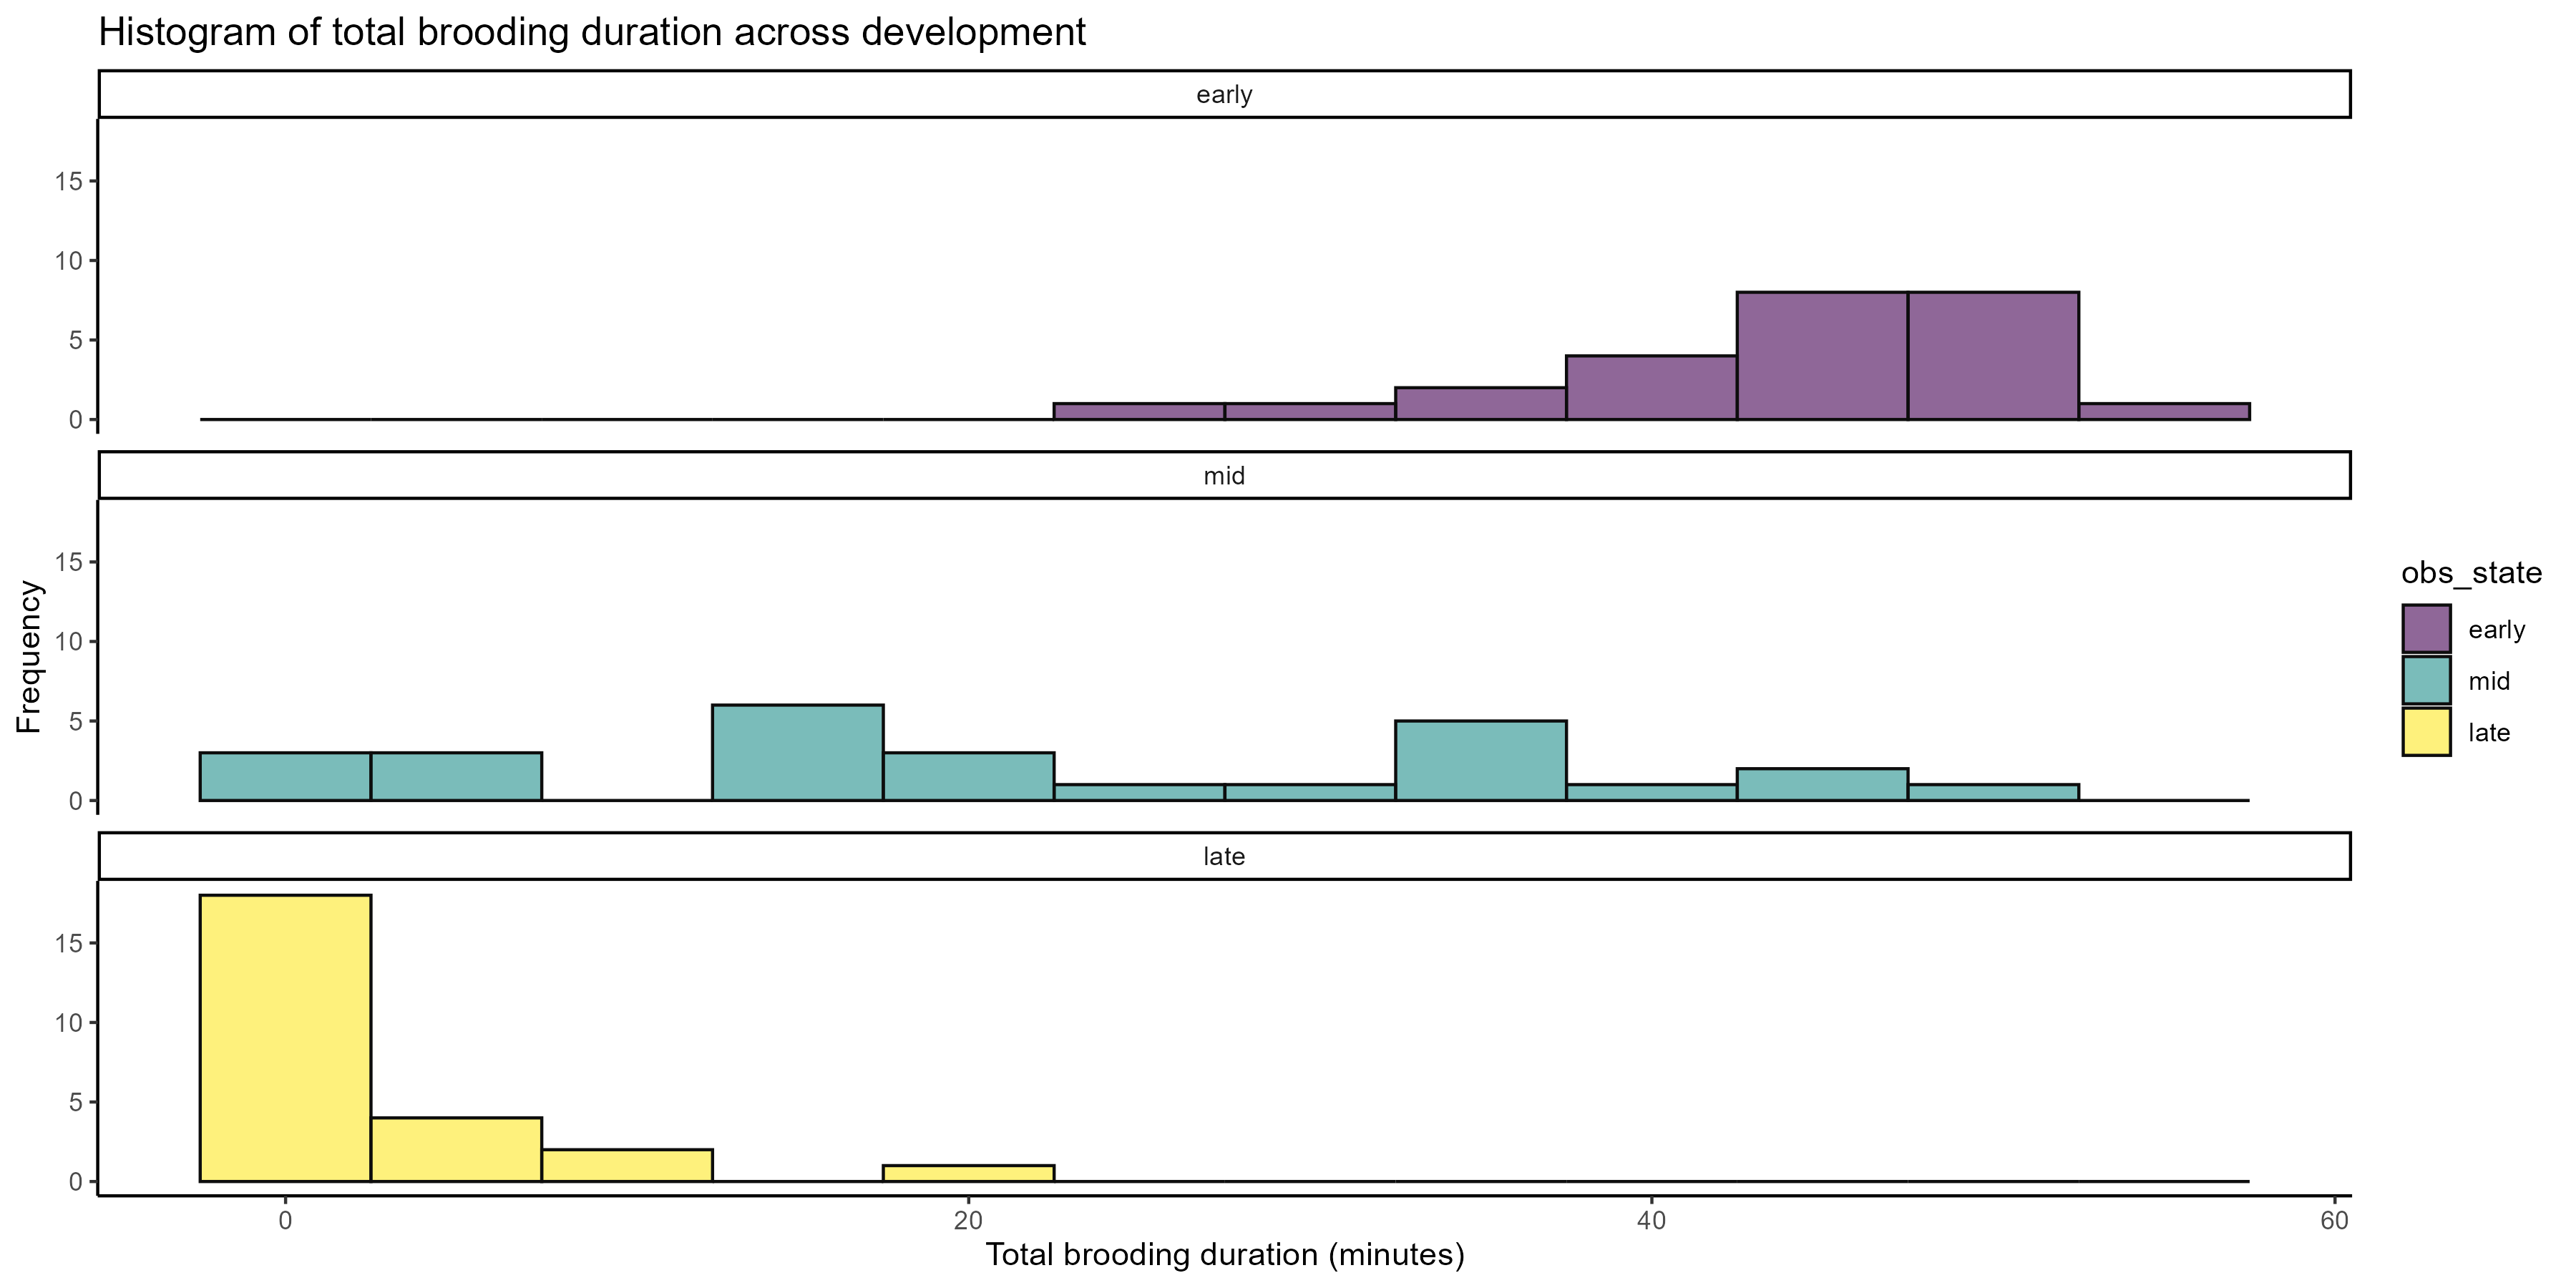 Histogram of total brooding duration across development
early
15
10
5
0
mid
15
10
5
0
late
15
10
5
0
0 20 40 60
Total brooding duration (minutes)
Frequency
obs_state
early
mid
late